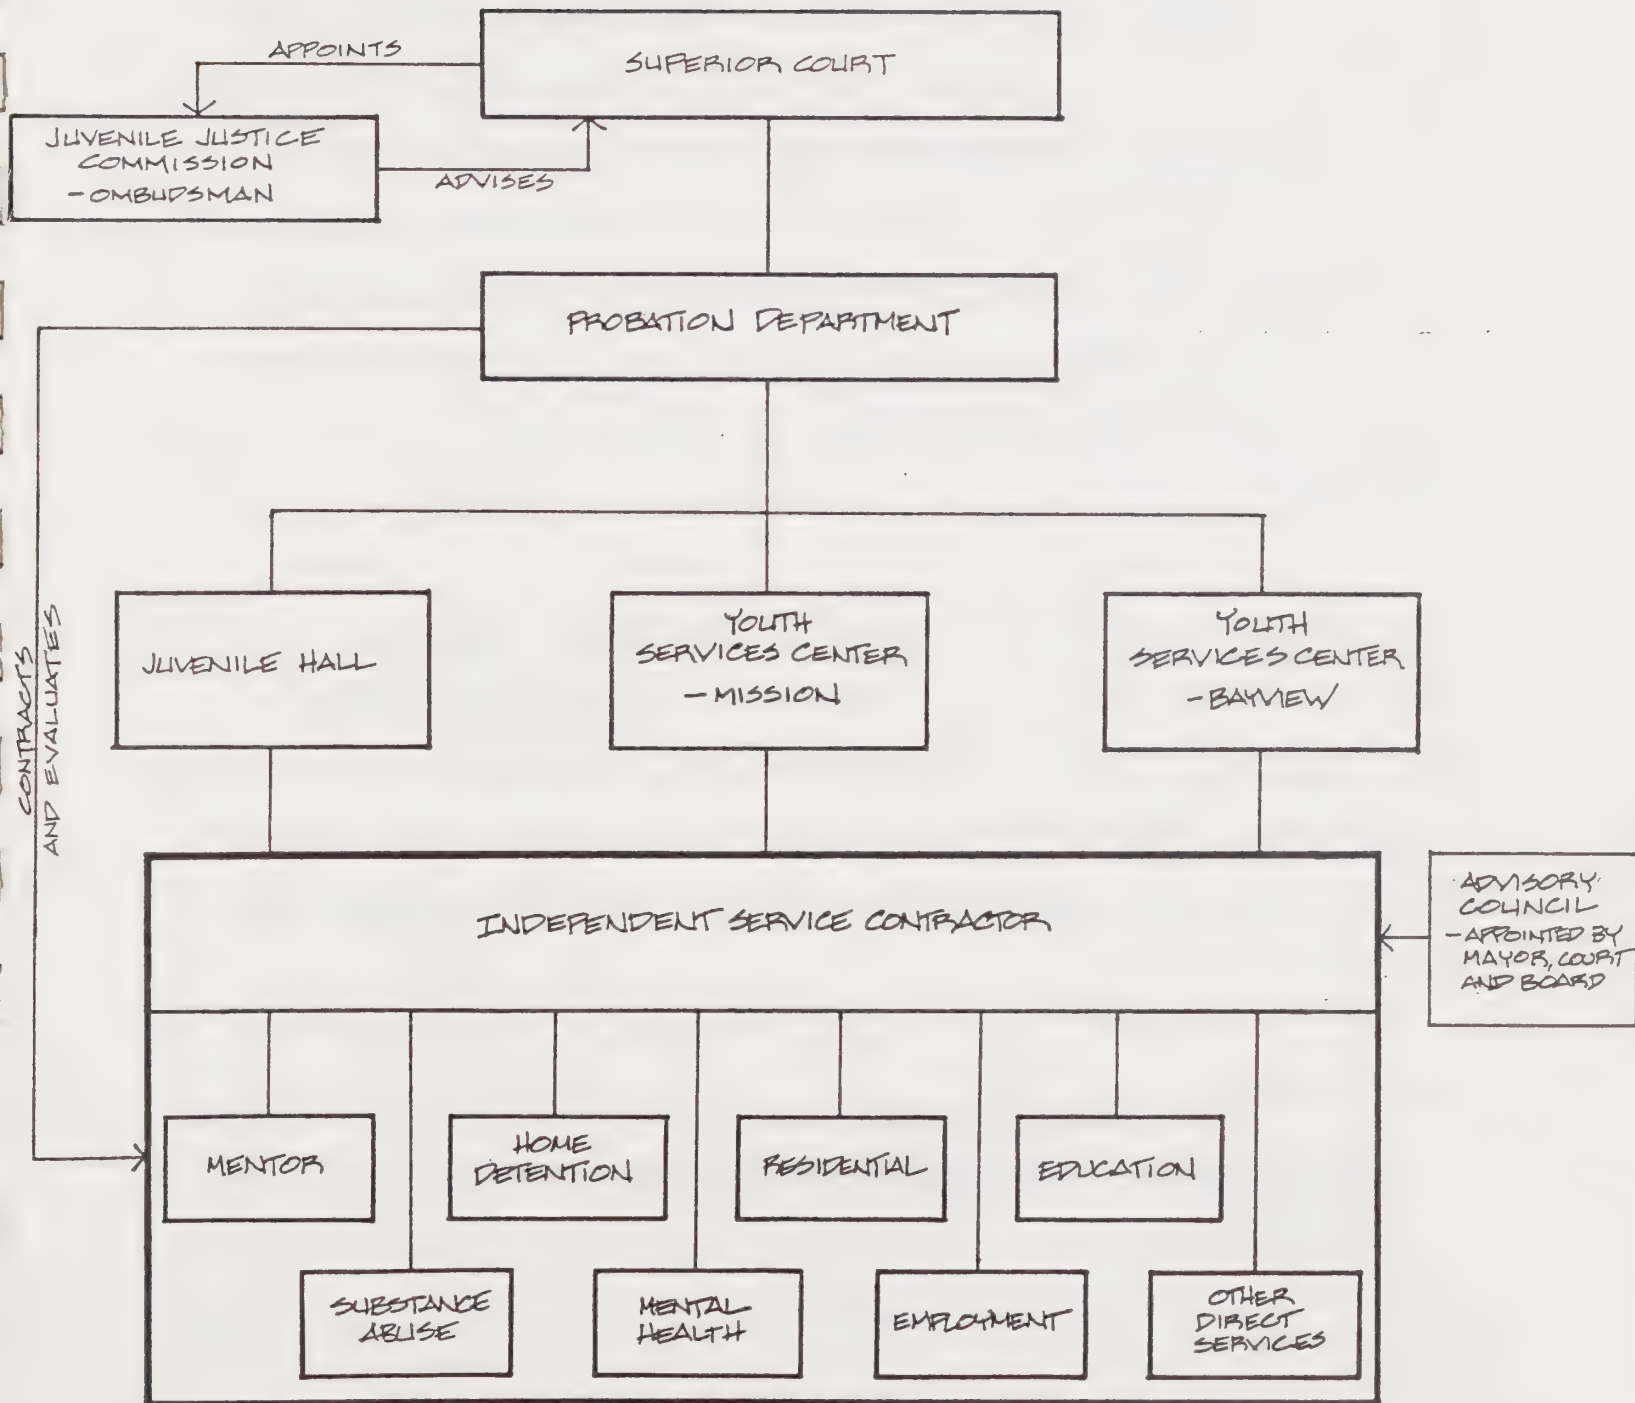 APPOINTS
SUPERIOR COURT
JUVENILE JUSTICE
COMMISSION
- OMBUDSMAN
ADVISES
PROBATION DEPARTMENT
CONTRACTS
AND EVALUATES
JUVENILE HALL
YOUTH
SERVICES CENTER
- MISSION
YOUTH
SERVICES CENTER
- BAYVIEW
INDEPENDENT SERVICE CONTRACTOR
ADVISORY
COUNCIL
- APPOINTED BY
MAYOR, COURT
AND BOARD
MENTOR
HOME
DETENTION
RESIDENTIAL
EDUCATION
SUBSTANCE
ABUSE
MENTAL
HEALTH
EMPLOYMENT
OTHER
DIRECT
SERVICES